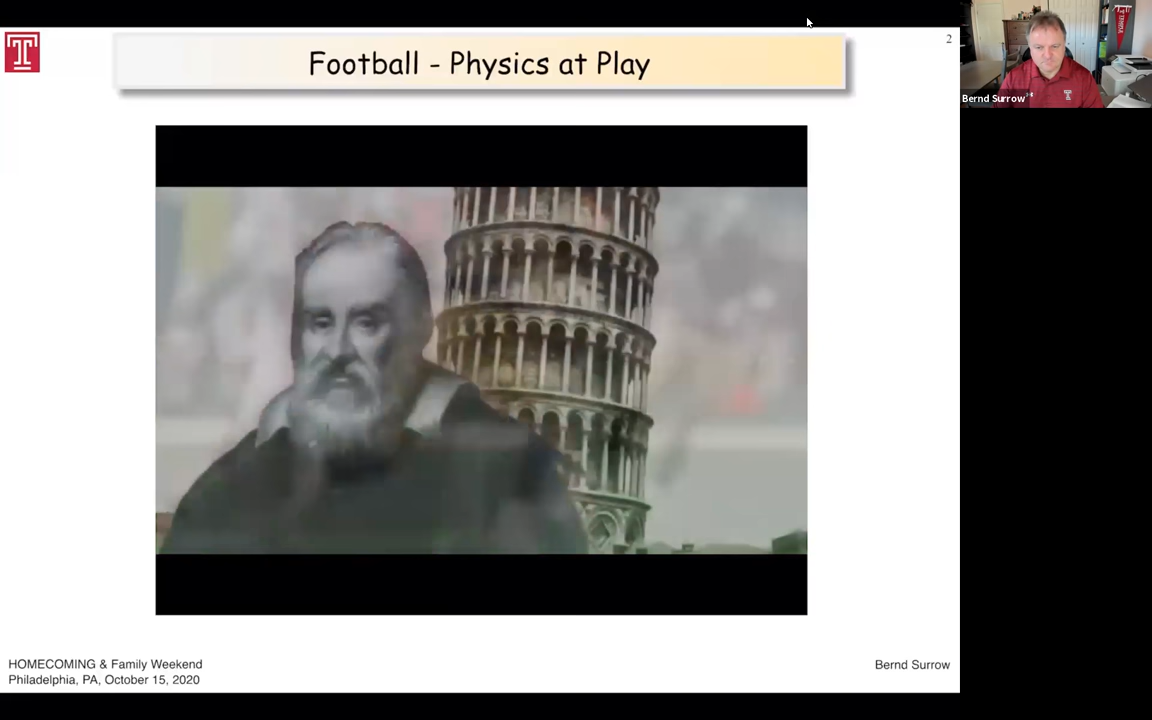 Football - Physics at Play
2
Bernd Surrow
HOMECOMING & Family Weekend
Philadelphia, PA, October 15, 2020
Bernd Surrow